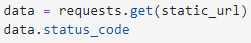 data = requests.get(static_url)
data.status_code